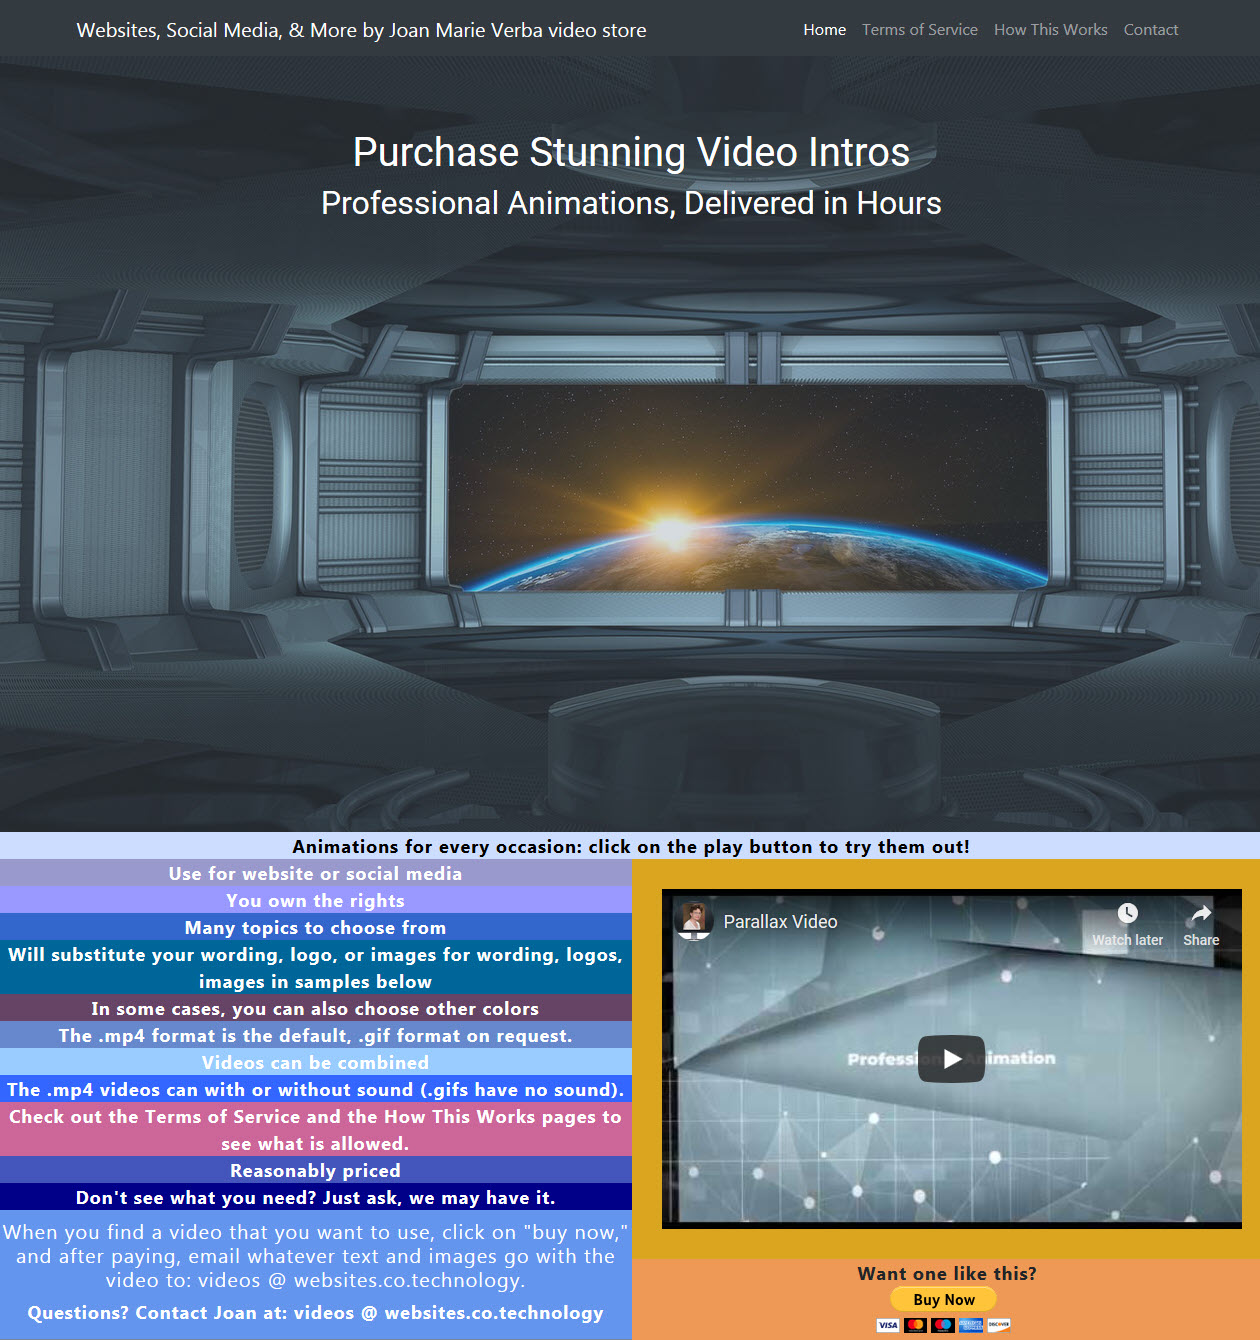 Websites, Social Media, & More by Joan Marie Verba video store
Home Terms of Service How This Works Contact
Purchase Stunning Video Intros
Professional Animations, Delivered in Hours
Animations for every occasion: click on the play button to try them out!
Use for website or social media
You own the rights
Many topics to choose from
Will substitute your wording, logo, or images for wording, logos,
images in samples below
In some cases, you can also choose other colors
The .mp4 format is the default, .gif format on request.
Videos can be combined
The .mp4 videos can with or without sound (.gifs have no sound).
Check out the Terms of Service and the How This Works pages to
see what is allowed.
Reasonably priced
Don't see what you need? Just ask, we may have it.
When you find a video that you want to use, click on "buy now,"
and after paying, email whatever text and images go with the
video to: videos @ websites.co.technology.
Questions? Contact Joan at: videos @ websites.co.technology
Parallax Video
Watch later Share
Want one like this?
Buy Now
VISA
DISCOVER